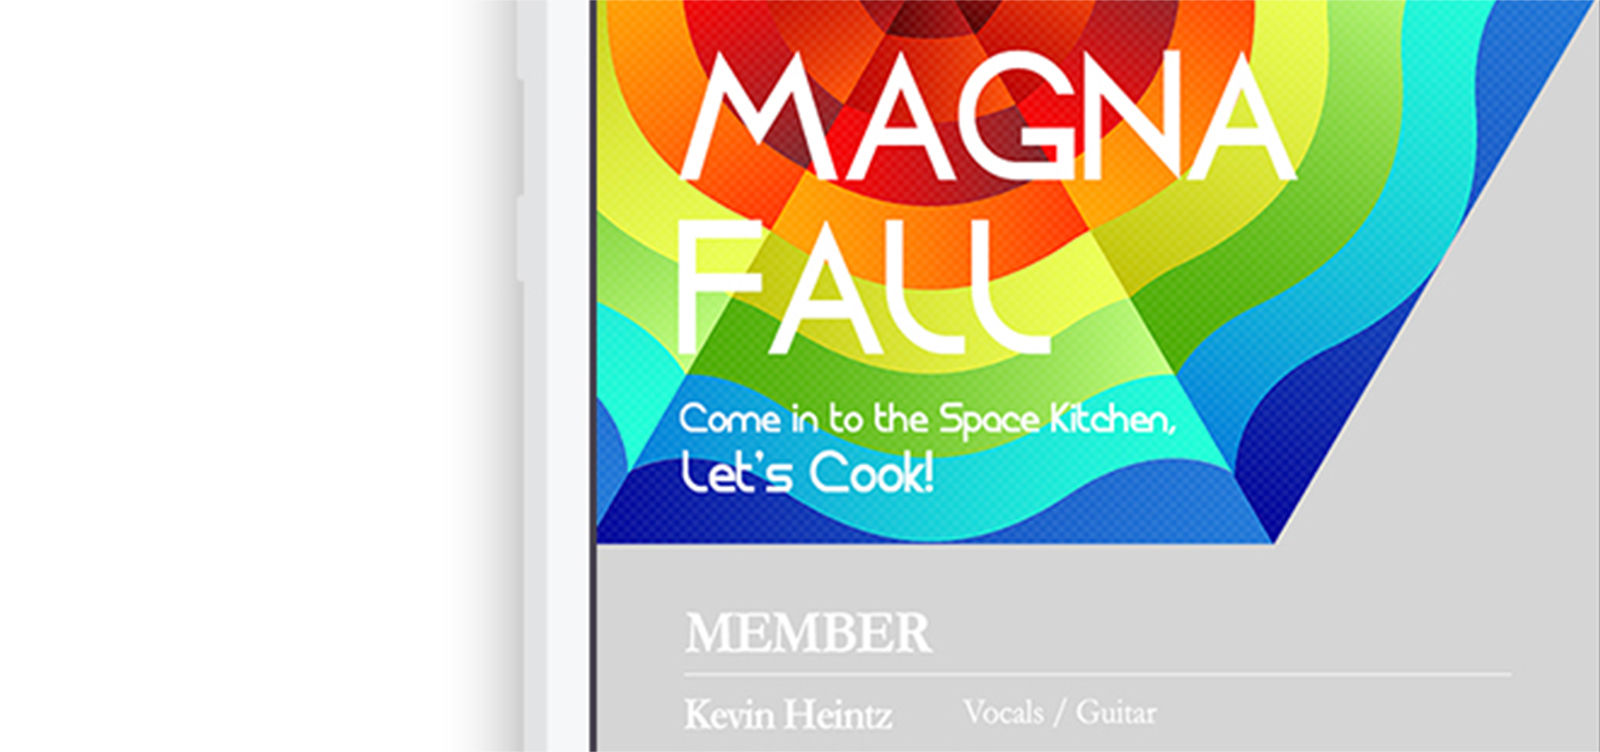 MAGNA
FALL
Come in to the Space Kitchen,
Let's Cook!
MEMBER
Kevin Heintz Vocals / Guitar